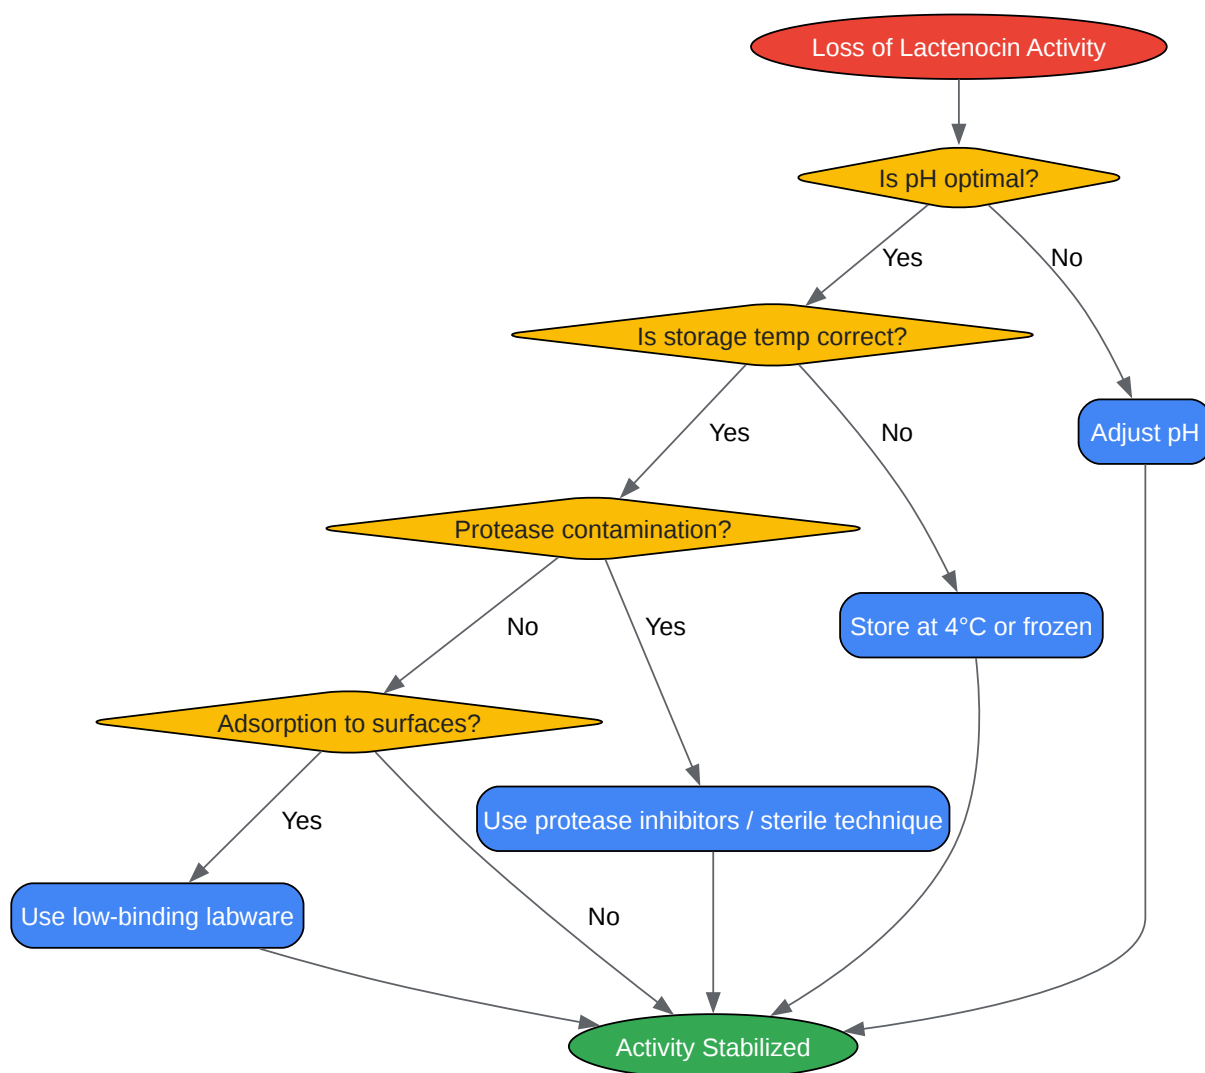 Loss of Lactenocin Activity
Is pH optimal?
Yes
No
Is storage temp correct?
Yes
No
Adjust pH
Protease contamination?
No
Yes
Store at 4°C or frozen
Adsorption to surfaces?
Yes
Use protease inhibitors / sterile technique
Use low-binding labware
No
Activity Stabilized